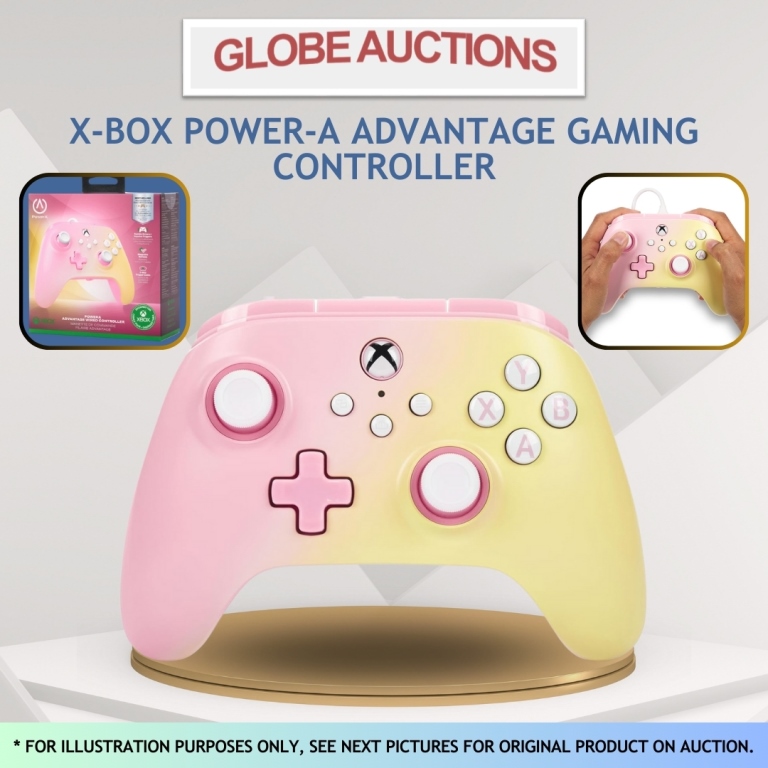 GLOBE AUCTIONS
X-BOX POWER-A ADVANTAGE GAMING
CONTROLLER
XBOX
Y
X
B
A
* FOR ILLUSTRATION PURPOSES ONLY, SEE NEXT PICTURES FOR ORIGINAL PRODUCT ON AUCTION.